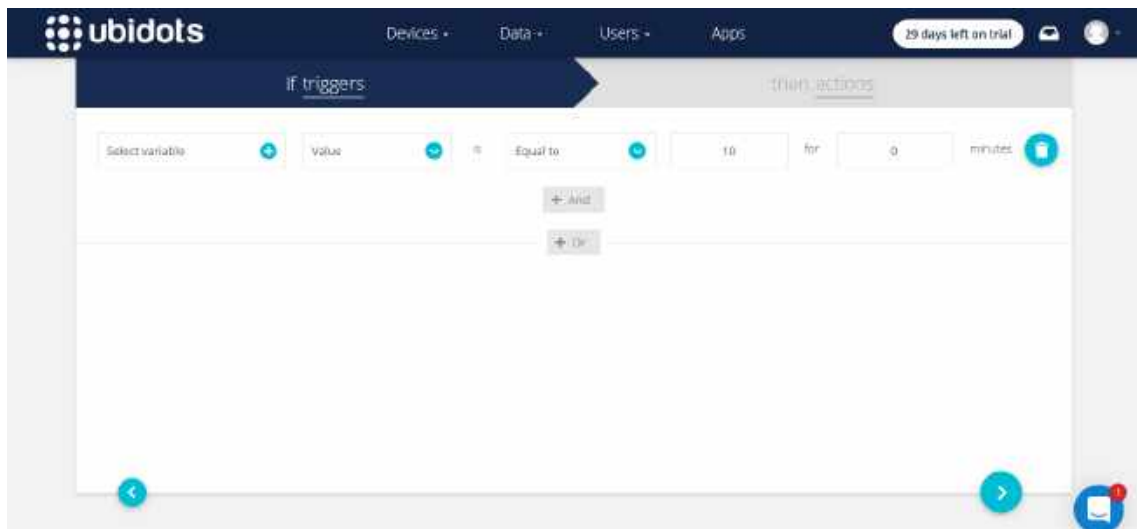 ubidots Devices Data Users Apps 29 days left on trial
If triggers then actions
Select variable Value is Equal to 10 for 0 minutes
+ And
+ Or
1